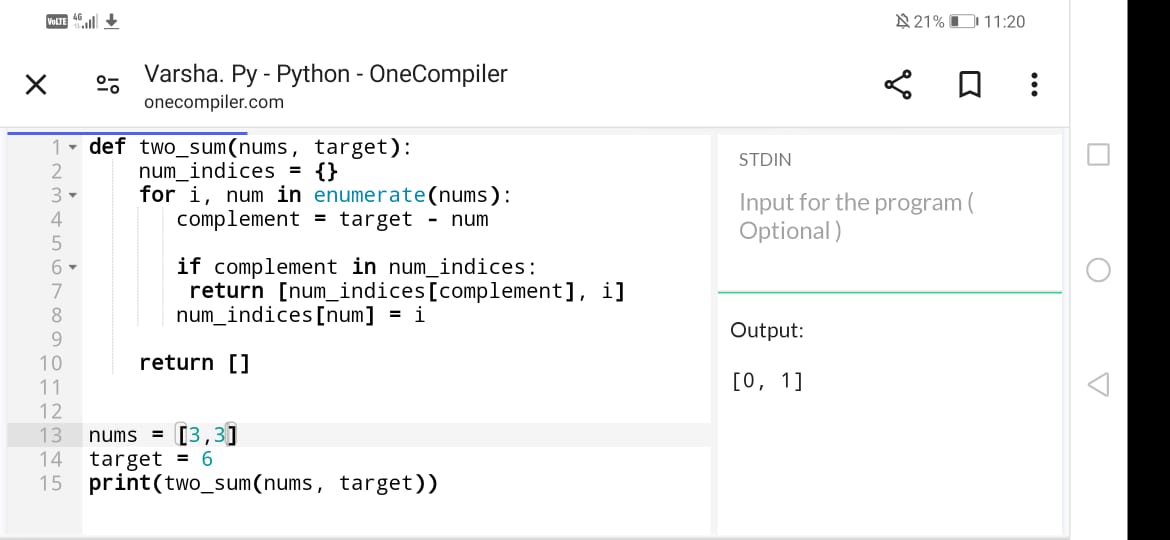 VoLTE 4G 21% 11:20
Varsha. Py - Python - OneCompiler
onecompiler.com
1 def two_sum(nums, target):
2 num_indices = {}
3 for i, num in enumerate(nums):
4 complement = target - num
5
6 if complement in num_indices:
7 return [num_indices[complement], i]
8 num_indices[num] = i
9
10 return []
11
12
13 nums = [3,3]
14 target = 6
15 print(two_sum(nums, target))
STDIN
Input for the program (
Optional )
Output:
[0, 1]